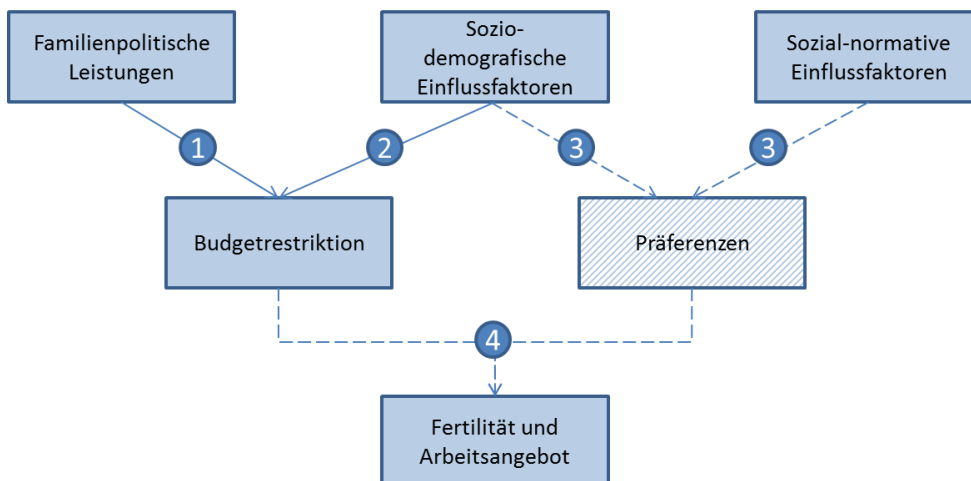 Familienpolitische
Leistungen
Sozio-
demografische
Einflussfaktoren
Sozial-normative
Einflussfaktoren
1
2
3
3
Budgetrestriktion
Präferenzen
4
Fertilität und
Arbeitsangebot